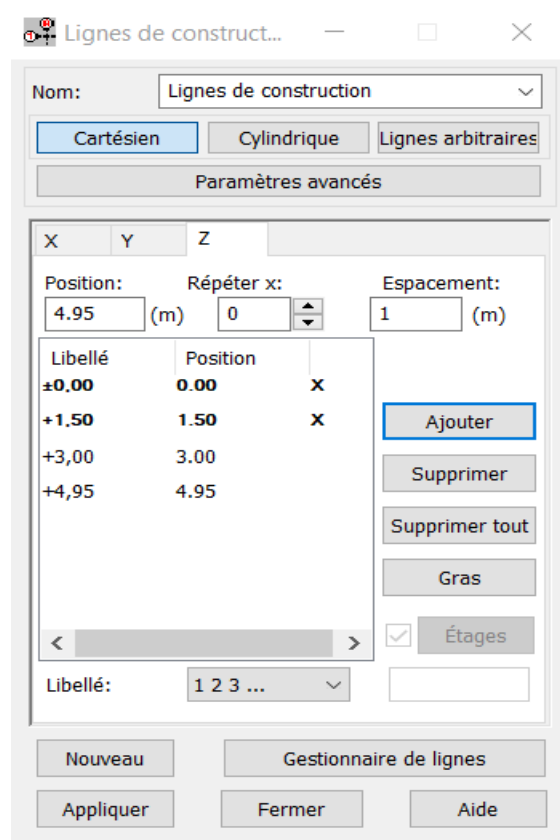 Lignes de construct...
Nom: Lignes de construction
Cartésien Cylindrique Lignes arbitraires
Paramètres avancés
X Y Z
Position: Répéter x: Espacement:
4.95 (m) 0 1 (m)
Libellé Position
±0,00 0.00 X
+1,50 1.50 X
+3,00 3.00
+4,95 4.95
Ajouter
Supprimer
Supprimer tout
Gras
Étages
Libellé: 1 2 3 ...
Nouveau Gestionnaire de lignes
Appliquer Fermer Aide